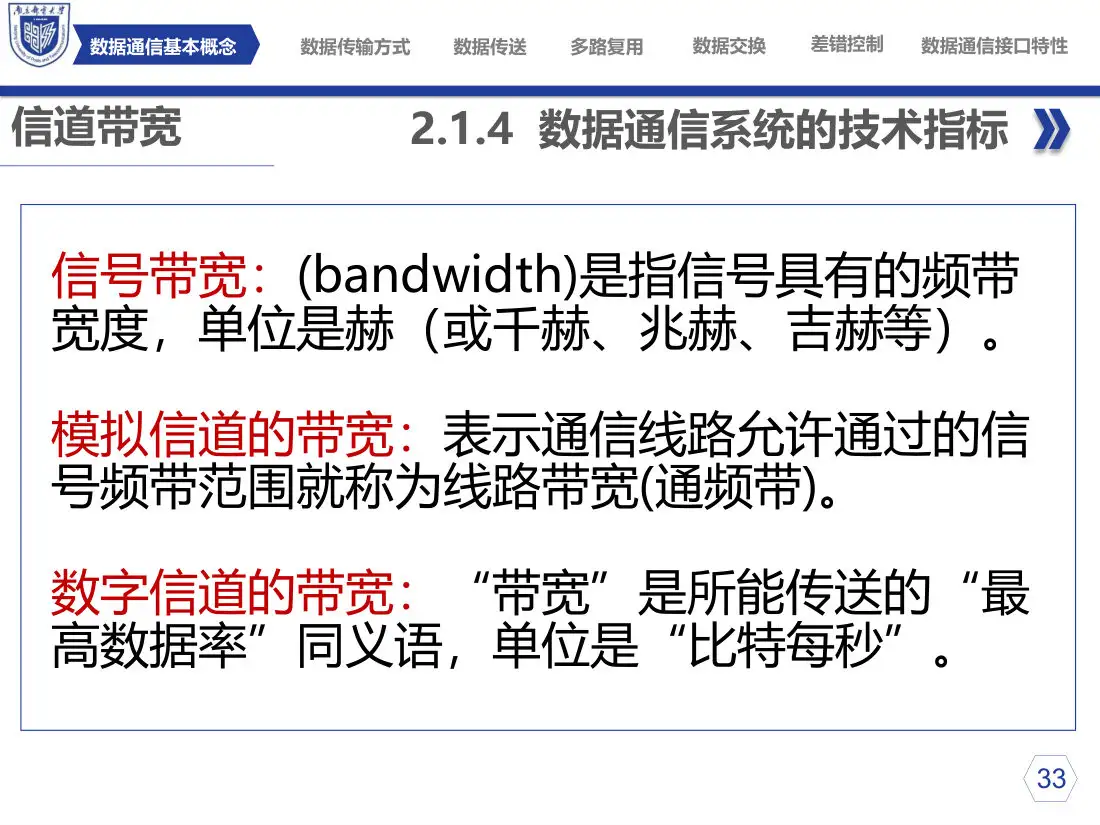 南京邮电大学
数据通信基本概念
数据传输方式
数据传送
多路复用
数据交换
差错控制
数据通信接口特性
信道带宽
2.1.4 数据通信系统的技术指标
信号带宽：(bandwidth)是指信号具有的频带
宽度，单位是赫（或千赫、兆赫、吉赫等）。
模拟信道的带宽：表示通信线路允许通过的信
号频带范围就称为线路带宽(通频带)。
数字信道的带宽： “带�”是所能传送的“最
高数据率”同义语，单位是“比特每秒” 。
33